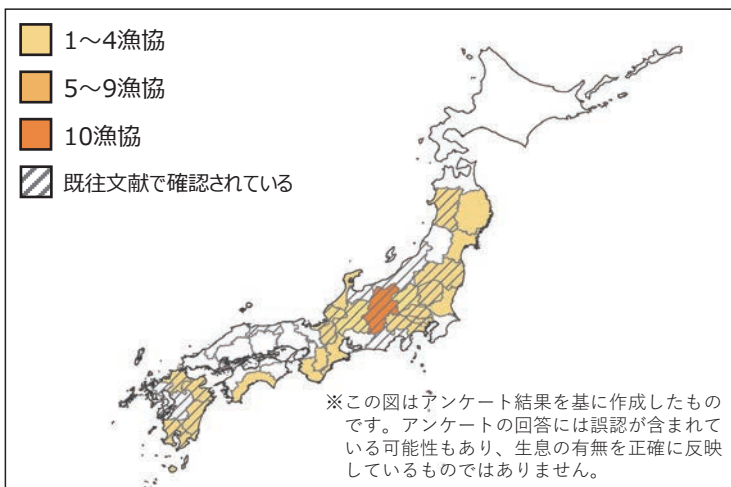 1～4漁協
5～9漁協
10漁協
既往文献で確認されている
※この図はアンケート結果を基に作成したもの
です。アンケートの回答には誤認が含まれて
いる可能性もあり、生息の有無を正確に反映
しているものではありません。